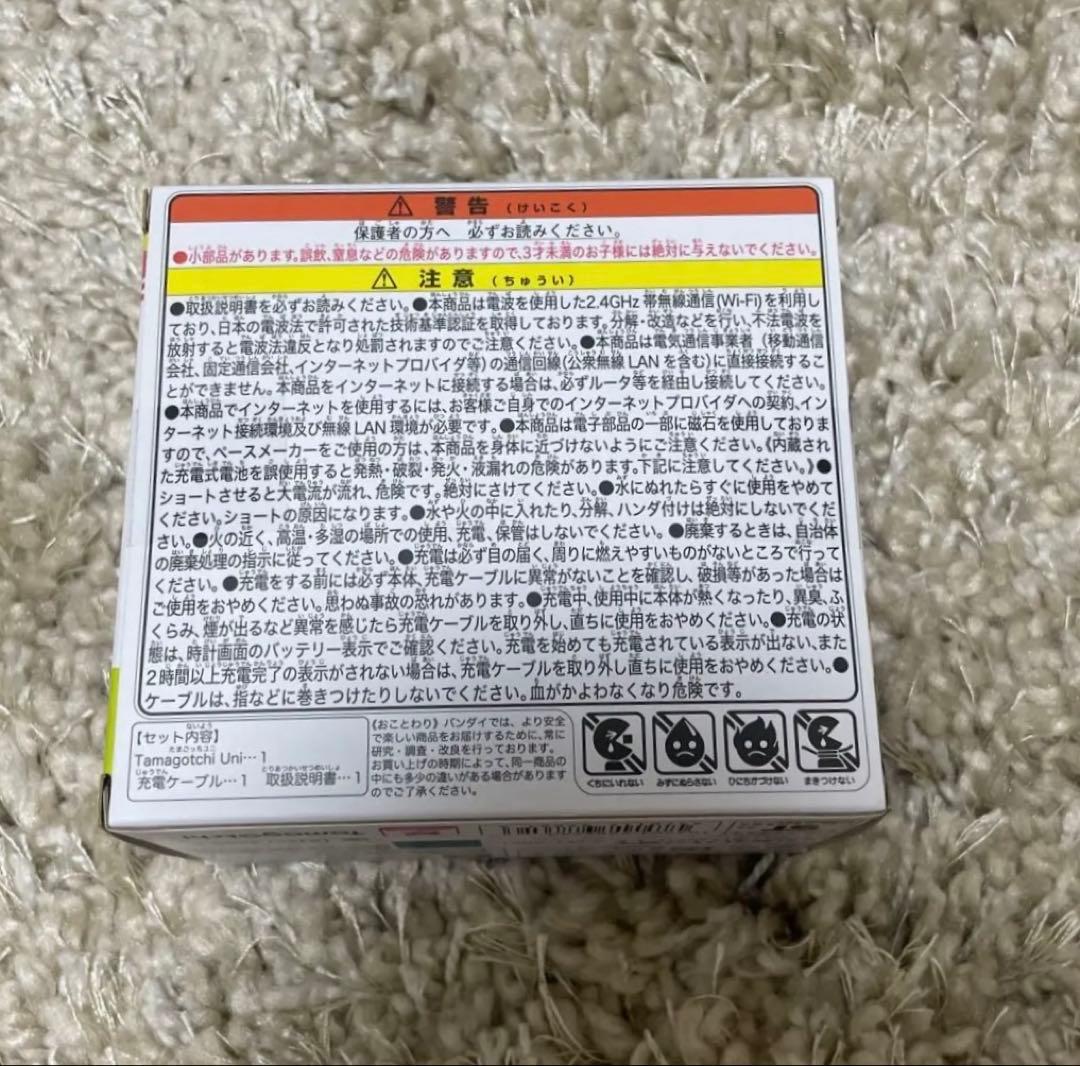 警告（けいこく）
保護者の方へ 必ずお読みください。
●小部品があります。誤飲、窒息などの危険がありますので、3才未満のお子様には絶対に与えないでください。
注意（ちゅうい）
●取扱説明書を必ずお読みください。●本商品は電波を使用した2.4GHz帯無線通信(Wi-Fi)を利用し
ており、日本の電波法で許可された技術基準認証を取得しております。分解・改造などを行い、不法電波を
放射すると電波法違反となり処罰されますのでご注意ください。●本商品は電気通信事業者（移動通信
会社、固定通信会社、インターネットプロバイダ等）の通信回線（公衆無線LANを含む）に直接接続するこ
とができません。本商品をインターネットに接続する場合は、必ずルータ等を経由し接続してください。
●本商品でインターネットを使用するには、お客様ご自身でのインターネットプロバイダへの契約、イン
ターネット接続環境及び無線LAN環境が必要です。●本商品は電子部品の一部に磁石を使用しておりま
すので、ペースメーカーをご使用の方は、本商品を身体に近づけないようにご注意ください。《内蔵され
た充電式電池を誤使用すると発熱・破裂・発火・液漏れの危険があります。下記に注意してください。》●
ショートさせると大電流が流れ、危険です。絶対にさけてください。●水にぬれたらすぐに使用をやめて
ください。ショートの原因になります。●水や火の中に入れたり、分解、ハンダ付けは絶対にしないでくだ
さい。●火の近く、高温・多湿の場所での使用、充電、保管はしないでください。●廃棄するときは、自治体
の廃棄処理の指示に従ってください。●充電は必ず目の届く、周りに燃えやすいものがないところで行って
ください。●充電をする前には必ず本体、充電ケーブルに異常がないことを確認し、破損等があった場合は
ご使用をおやめください。思わぬ事故の恐れがあります。●充電中、使用中に本体が熱くなったり、異臭、ふ
くらみ、煙が出るなど異常を感じたら充電ケーブルを取り外し、直ちに使用をおやめください。●充電の状
態は、時計画面のバッテリー表示でご確認ください。充電を始めても充電されている表示が出ない、また
2時間以上充電完了の表示がされない場合は、充電ケーブルを取り外し直ちに使用をおやめください。●
ケーブルは、指などに巻きつけたりしないでください。血がかよわなくなり危険です。
【セット内容】
Tamagotchi Uni…1
充電ケーブル…1 取扱説明書…1
《おことわり》バンダイでは、より安全
で楽しい商品をお届けするために、常に
研究・調査・改良を行っております。
お買い上げの時期によって、同一商品の
中にも多少の違いがある場合があります
のでご了承ください。
くちにいれない みずにぬらさない ひにちかづけない まきつけない
Tamagotchi